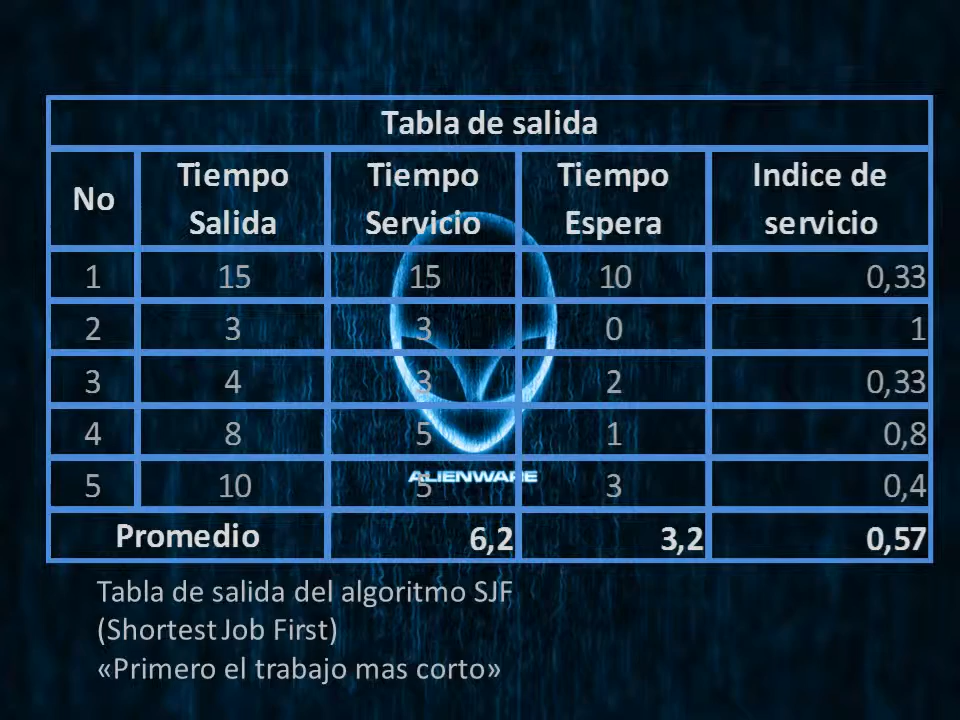 Tabla de salida
No Tiempo Salida Tiempo Servicio Tiempo Espera Indice de servicio
1 15 15 10 0,33
2 3 3 0 1
3 4 3 2 0,33
4 8 5 1 0,8
5 10 5 3 0,4
Promedio 6,2 3,2 0,57
ALIENWARE
Tabla de salida del algoritmo SJF
(Shortest Job First)
«Primero el trabajo mas corto»